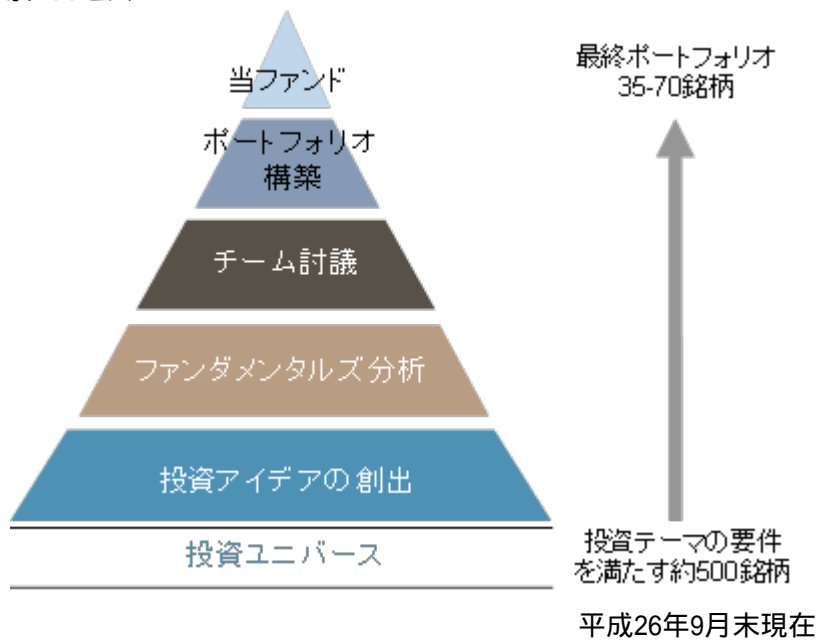 当ファンド
ポートフォリオ
構築
チーム討議
ファンダメンタルズ分析
投資アイデアの創出
投資ユニバース
最終ポートフォリオ
35-70銘柄
投資テーマの要件
を満たす約500銘柄
平成26年9月末現在